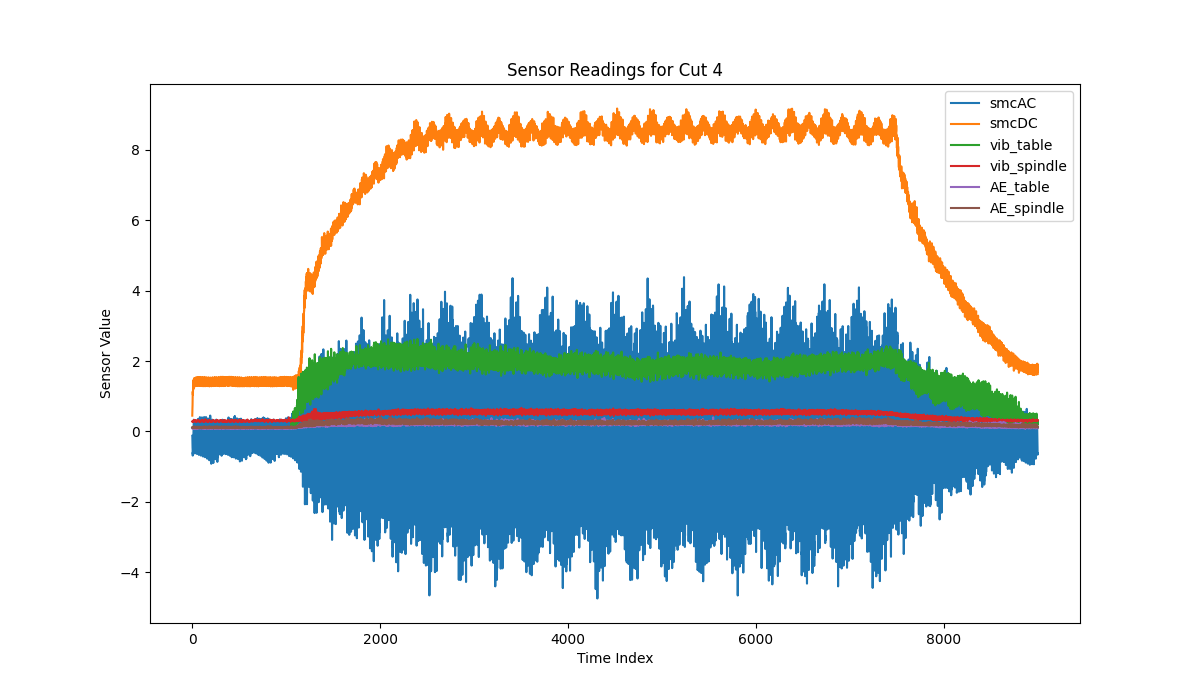 Sensor Readings for Cut 4
smcAC
smcDC
vib_table
vib_spindle
AE_table
AE_spindle
Sensor Value
8
6
4
2
0
−2
−4
0 2000 4000 6000 8000
Time Index